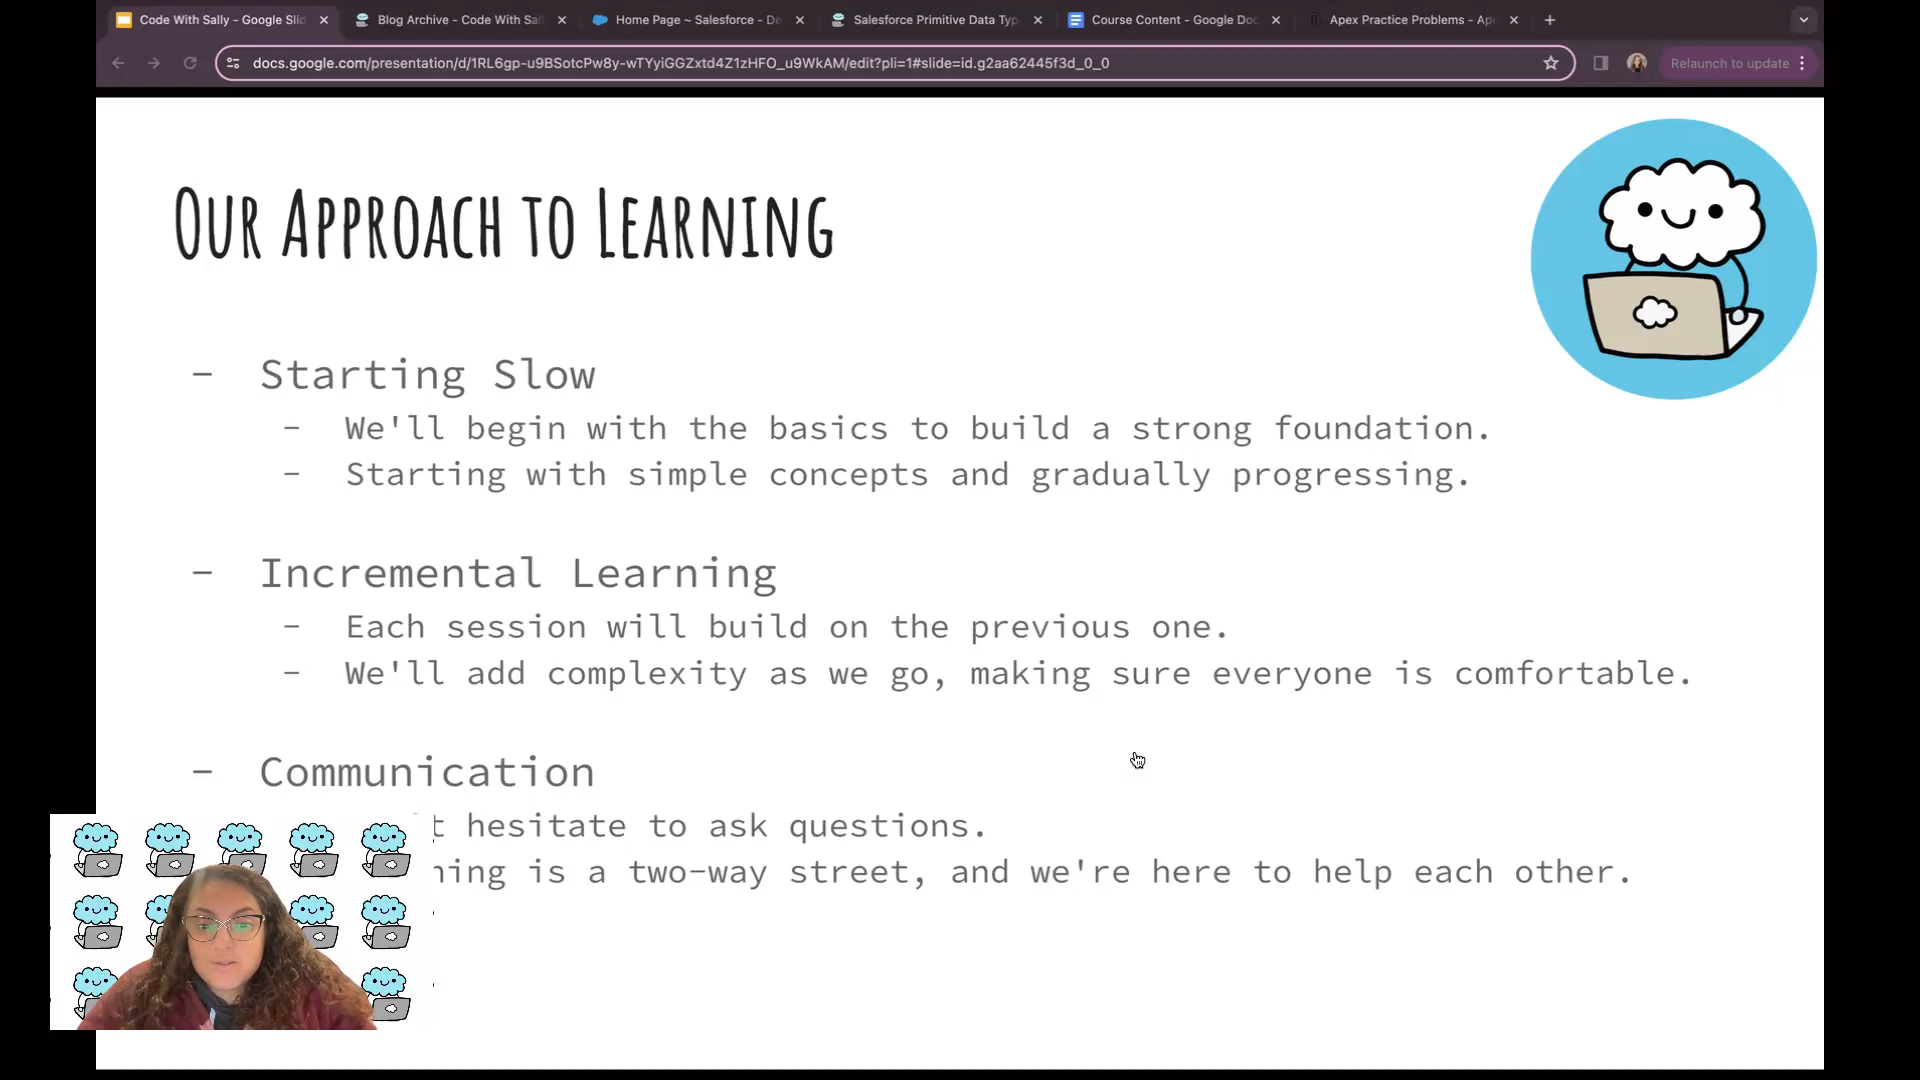 Code With Sally - Google Slid
Blog Archive - Code With Sal
Home Page ~ Salesforce - De
Salesforce Primitive Data Typ
Course Content - Google Doc
Apex Practice Problems - Ape
docs.google.com/presentation/d/1RL6gp-u9BSotcPw8y-wTYyiGGZxtd4Z1zHFO_u9WkAM/edit?pli=1#slide=id.g2aa62445f3d_0_0
Relaunch to update
OUR APPROACH TO LEARNING
- Starting Slow
- We'll begin with the basics to build a strong foundation.
- Starting with simple concepts and gradually progressing.
- Incremental Learning
- Each session will build on the previous one.
- We'll add complexity as we go, making sure everyone is comfortable.
- Communication
t hesitate to ask questions.
ning is a two-way street, and we're here to help each other.